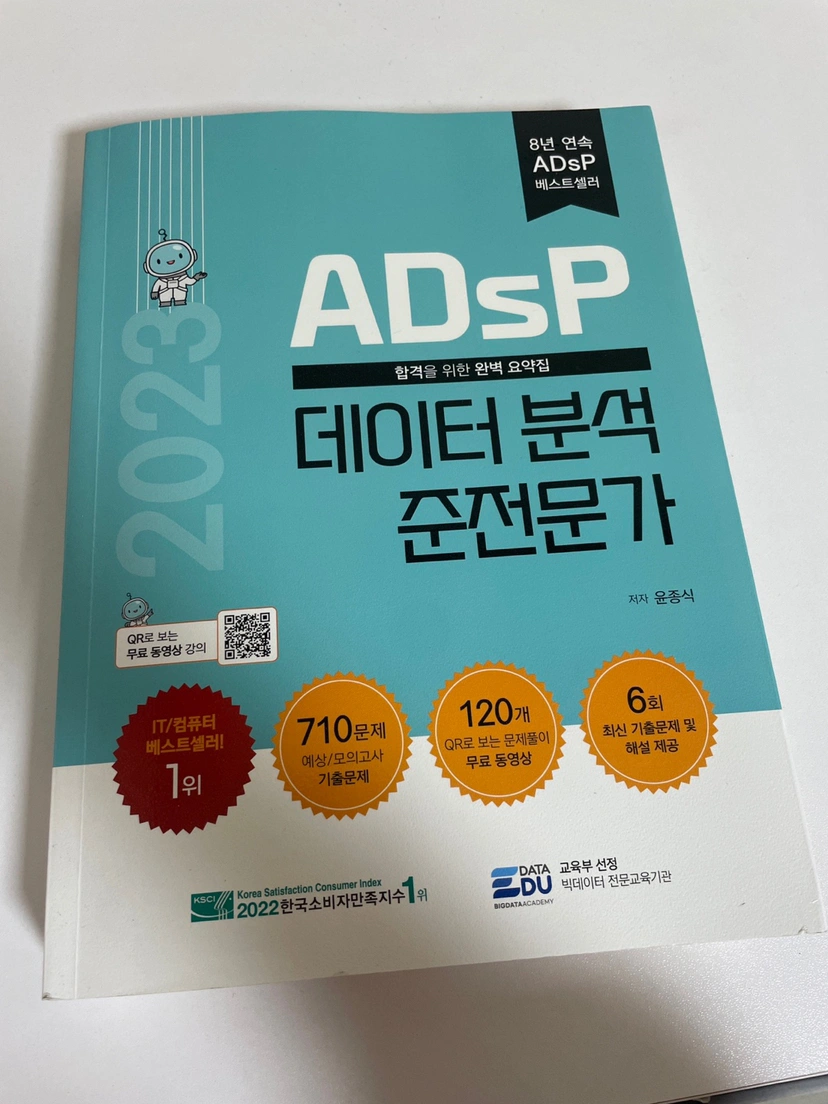 8년 연속
ADsP
베스트셀러
ADsP
합격을 위한 완벽 요약집
데이터 분석
준전문가
2023
저자 윤종식
QR로 보는
무료 동영상 강의
IT/컴퓨터
베스트셀러!
1위
710문제
예상/모의고사
기출문제
120개
QR로 보는 문제풀이
무료 동영상
6회
최신 기출문제 및
해설 제공
KSCI
Korea Satisfaction Consumer Index
2022한국소비자만족지수1위
DATA
EDU
BIGDATAACADEMY
교육부 선정
빅데이터 전문교육기관